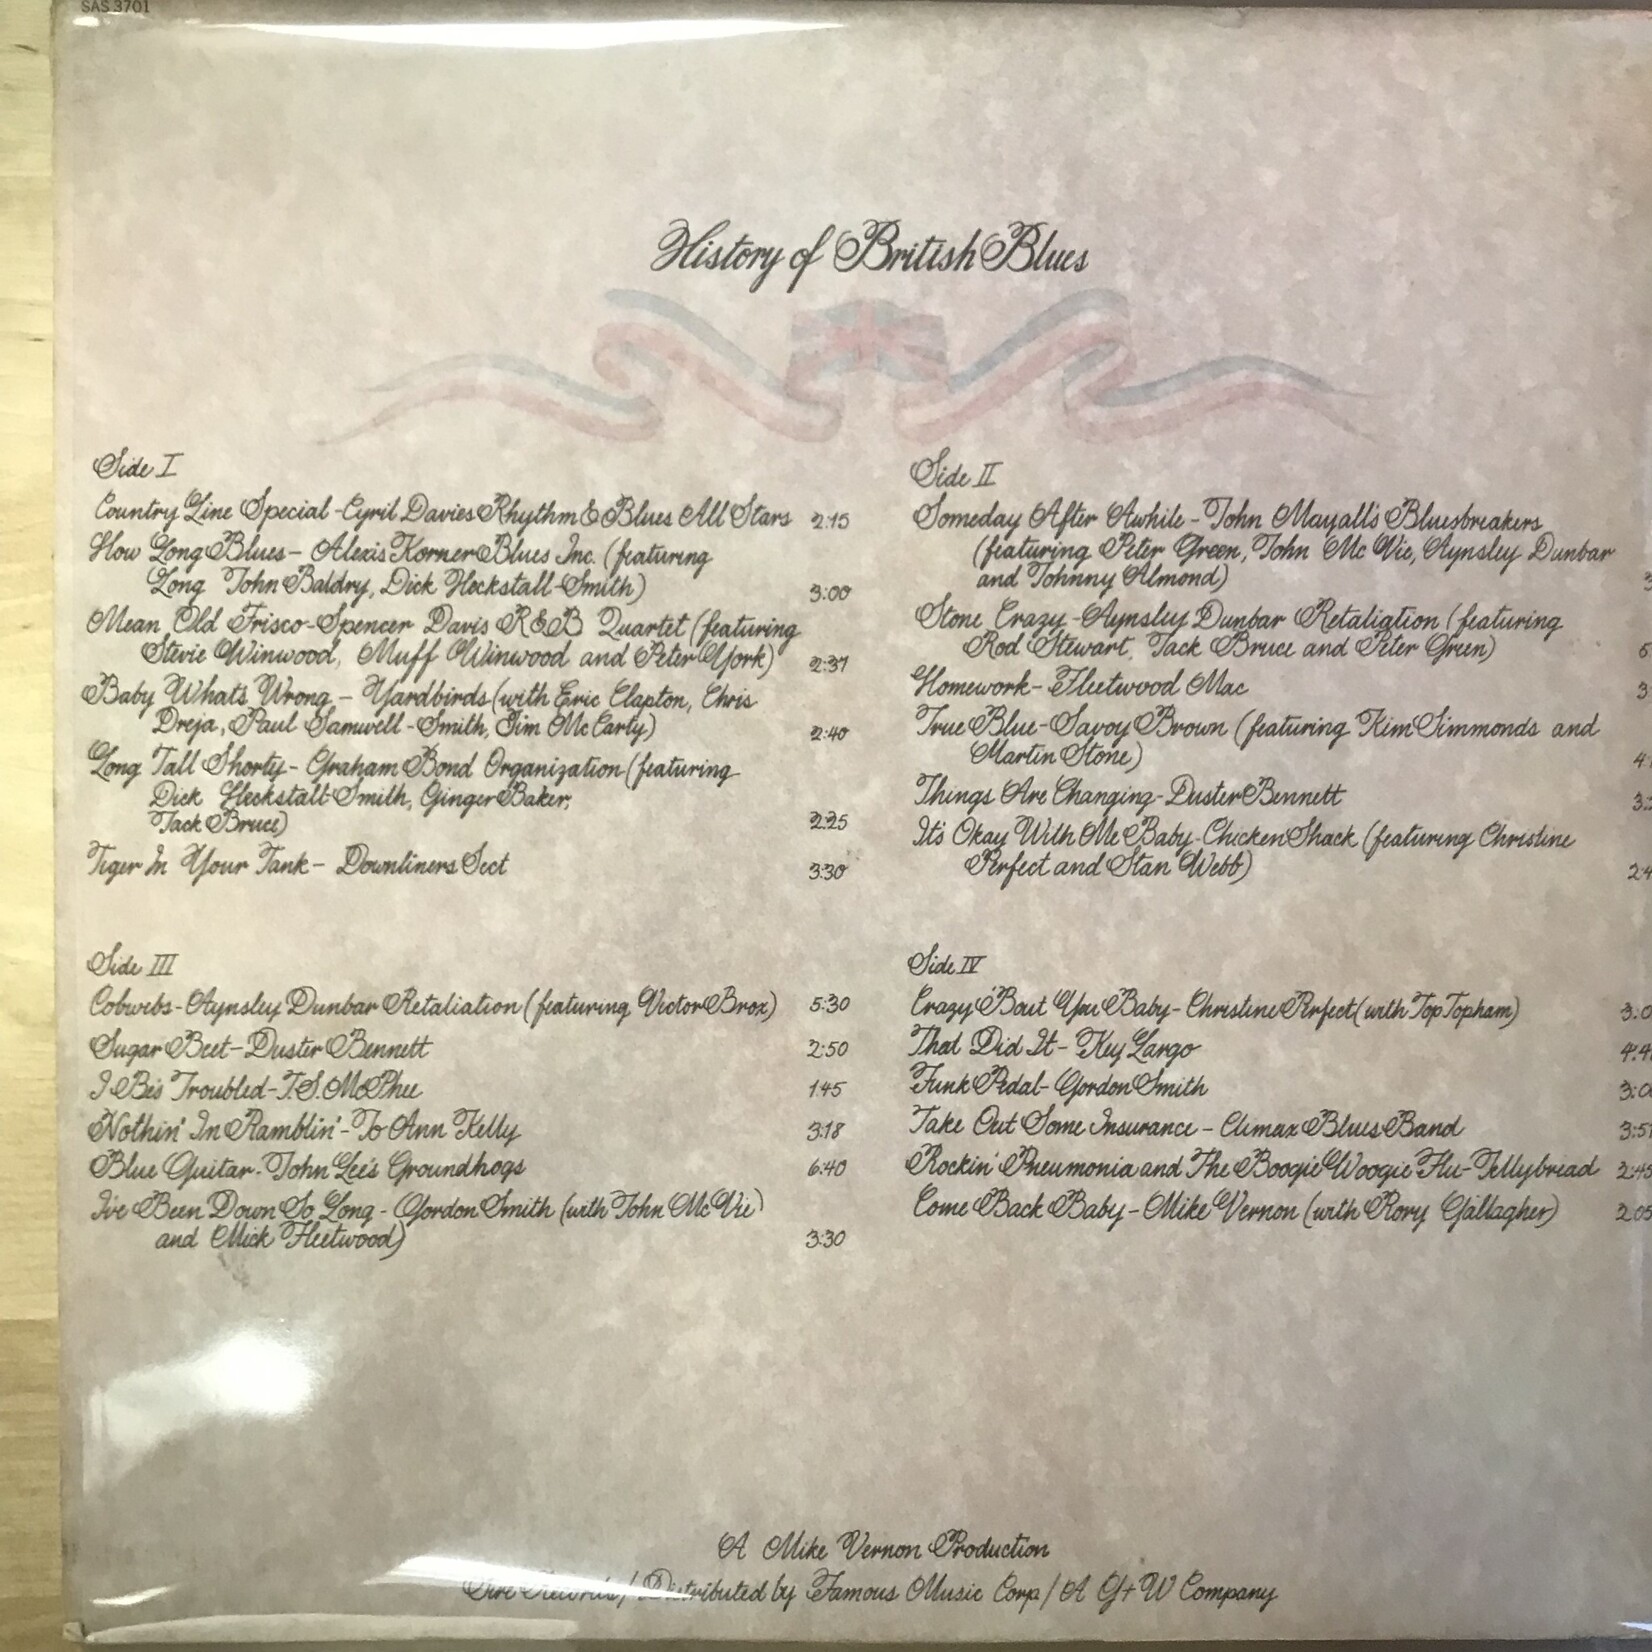 SAS 3701
History of British Blues
Side I
Country Line Special - Cyril Davies Rhythm & Blues All Stars 2:15
How Long Blues - Alexis Korner Blues Inc. (featuring
Long John Baldry, Dick Heckstall-Smith) 3:00
Mean Old Frisco - Spencer Davis R&B Quartet (featuring
Stevie Winwood, Muff Winwood and Peter York) 2:37
Baby Whats Wrong - Yardbirds (with Eric Clapton, Chris
Dreja, Paul Samwell-Smith, Jim McCarty) 2:40
Long Tall Shorty - Graham Bond Organization (featuring
Dick Heckstall-Smith, Ginger Baker,
Jack Bruce) 2:25
Tiger In Your Tank - Downliners Sect 3:30
Side II
Someday After Awhile - John Mayall's Bluesbreakers
(featuring Peter Green, John Mc Vie, Aynsley Dunbar
and Johnny Almond)
Stone Crazy - Aynsley Dunbar Retaliation (featuring
Rod Stewart, Jack Bruce and Peter Green)
Homework - Fleetwood Mac
True Blue - Savoy Brown (featuring Kim Simmonds and
Martin Stone)
Things Are Changing - Duster Bennett
It's Okay With Me Baby - Chicken Shack (featuring Christine
Perfect and Stan Webb)
Side III
Cobwebs - Aynsley Dunbar Retaliation (featuring Victor Brox) 5:30
Sugar Beet - Duster Bennett 2:50
I Be's Troubled - T.S. McPhee 1:45
Nothin' In Ramblin' - Jo Ann Kelly 3:18
Blue Guitar - John Lee's Groundhogs 6:40
I've Been Down So Long - Gordon Smith (with John McVie
and Mick Fleetwood) 3:30
Side IV
Crazy 'Bout You Baby - Christine Perfect (with Top Topham)
That Did It - Key Largo
Funk Pedal - Gordon Smith
Take Out Some Insurance - Climax Blues Band
Rockin' Pneumonia and The Boogie Woogie Flu - Jellybread
Come Back Baby - Mike Vernon (with Rory Gallagher)
A Mike Vernon Production
Sire Records / Distributed by Famous Music Corp / A G+W Company